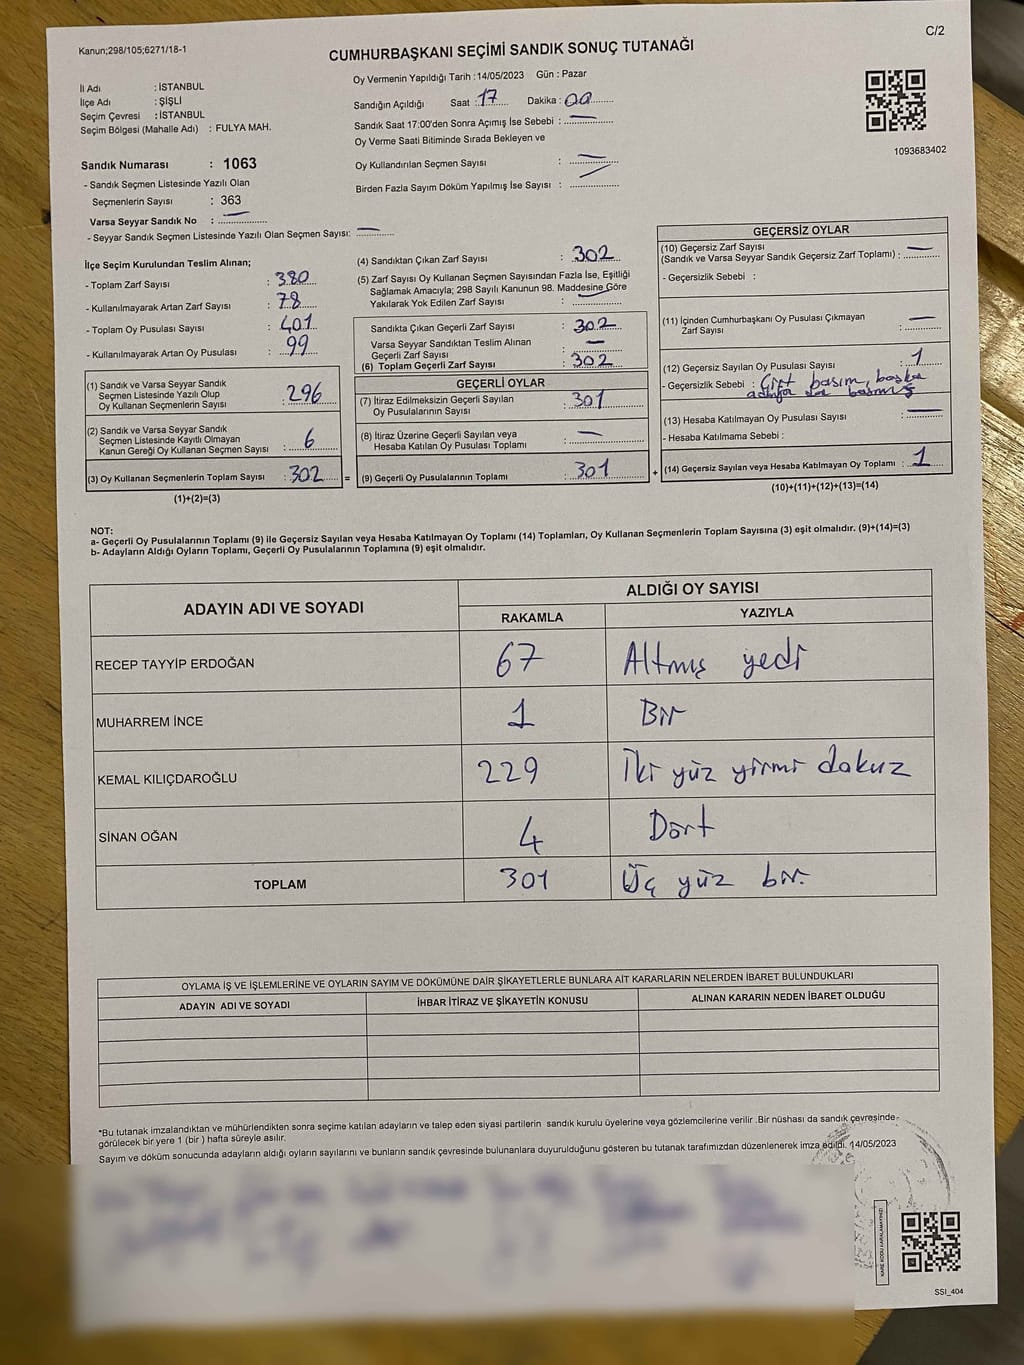 Kanun;298/105;6271/18-1
C/2
CUMHURBAŞKANI SEÇİMİ SANDIK SONUÇ TUTANAĞI
İl Adı : İSTANBUL
İlçe Adı : ŞİŞLİ
Seçim Çevresi : İSTANBUL
Seçim Bölgesi (Mahalle Adı) : FULYA MAH.
Sandık Numarası : 1063
- Sandık Seçmen Listesinde Yazılı Olan
Seçmenlerin Sayısı : 363
Varsa Seyyar Sandık No : —
- Seyyar Sandık Seçmen Listesinde Yazılı Olan Seçmen Sayısı: —
Oy Vermenin Yapıldığı Tarih : 14/05/2023 Gün : Pazar
Sandığın Açıldığı Saat : 17 Dakika : 00
Sandık Saat 17:00'den Sonra Açımış İse Sebebi : —
Oy Verme Saati Bitiminde Sırada Bekleyen ve
Oy Kullandırılan Seçmen Sayısı : —
Birden Fazla Sayım Döküm Yapılmış İse Sayısı : —
1093683402
İlçe Seçim Kurulundan Teslim Alınan;
- Toplam Zarf Sayısı : 380
- Kullanılmayarak Artan Zarf Sayısı : 78
- Toplam Oy Pusulası Sayısı : 401
- Kullanılmayarak Artan Oy Pusulası : 99
(1) Sandık ve Varsa Seyyar Sandık
Seçmen Listesinde Yazılı Olup
Oy Kullanan Seçmenlerin Sayısı : 296
(2) Sandık ve Varsa Seyyar Sandık
Seçmen Listesinde Kayıtlı Olmayan
Kanun Gereği Oy Kullanan Seçmen Sayısı : 6
(3) Oy Kullanan Seçmenlerin Toplam Sayısı : 302 =
(1)+(2)=(3)
(4) Sandıktan Çıkan Zarf Sayısı : 302
(5) Zarf Sayısı Oy Kullanan Seçmen Sayısından Fazla İse, Eşitliği
Sağlamak Amacıyla; 298 Sayılı Kanunun 98. Maddesine Göre
Yakılarak Yok Edilen Zarf Sayısı : —
Sandıkta Çıkan Geçerli Zarf Sayısı : 302
Varsa Seyyar Sandıktan Teslim Alınan
Geçerli Zarf Sayısı : —
(6) Toplam Geçerli Zarf Sayısı : 302
GEÇERLİ OYLAR
(7) İtiraz Edilmeksizin Geçerli Sayılan
Oy Pusulalarının Sayısı : 301
(8) İtiraz Üzerine Geçerli Sayılan veya
Hesaba Katılan Oy Pusulası Toplamı : —
(9) Geçerli Oy Pusulalarının Toplamı : 301 +
GEÇERSİZ OYLAR
(10) Geçersiz Zarf Sayısı
(Sandık ve Varsa Seyyar Sandık Geçersiz Zarf Toplamı) : —
- Geçersizlik Sebebi :
(11) İçinden Cumhurbaşkanı Oy Pusulası Çıkmayan
Zarf Sayısı : —
(12) Geçersiz Sayılan Oy Pusulası Sayısı : 1
- Geçersizlik Sebebi : Çift basım, başka
basmış
(13) Hesaba Katılmayan Oy Pusulası Sayısı : —
- Hesaba Katılmama Sebebi :
(14) Geçersiz Sayılan veya Hesaba Katılmayan Oy Toplamı : 1
(10)+(11)+(12)+(13)=(14)
NOT:
a- Geçerli Oy Pusulalarının Toplamı (9) ile Geçersiz Sayılan veya Hesaba Katılmayan Oy Toplamı (14) Toplamları, Oy Kullanan Seçmenlerin Toplam Sayısına (3) eşit olmalıdır. (9)+(14)=(3)
b- Adayların Aldığı Oyların Toplamı, Geçerli Oy Pusulalarının Toplamına (9) eşit olmalıdır.
ADAYIN ADI VE SOYADI
ALDIĞI OY SAYISI
RAKAMLA YAZIYLA
RECEP TAYYİP ERDOĞAN 67 Altmış yedi
MUHARREM İNCE 1 Bir
KEMAL KILIÇDAROĞLU 229 İki yüz yirmi dokuz
SİNAN OĞAN 4 Dört
TOPLAM 301 Üç yüz bir.
OYLAMA İŞ VE İŞLEMLERİNE VE OYLARIN SAYIM VE DÖKÜMÜNE DAİR ŞİKAYETLERLE BUNLARA AİT KARARLARIN NELERDEN İBARET BULUNDUKLARI
ADAYIN ADI VE SOYADI İHBAR İTİRAZ VE ŞİKAYETİN KONUSU ALINAN KARARIN NEDEN İBARET OLDUĞU
*Bu tutanak imzalandıktan ve mühürlendikten sonra seçime katılan adayların ve talep eden siyasi partilerin sandık kurulu üyelerine veya gözlemcilerine verilir .Bir nüshası da sandık çevresinde
görülecek bir yere 1 (bir ) hafta süreyle asılır.
Sayım ve döküm sonucunda adayların aldığı oyların sayılarını ve bunların sandık çevresinde bulunanlara duyurulduğunu gösteren bu tutanak tarafımızdan düzenlenerek imza edildi. 14/05/2023
KARE KODU KARALAMAYINIZ!
SSI_404